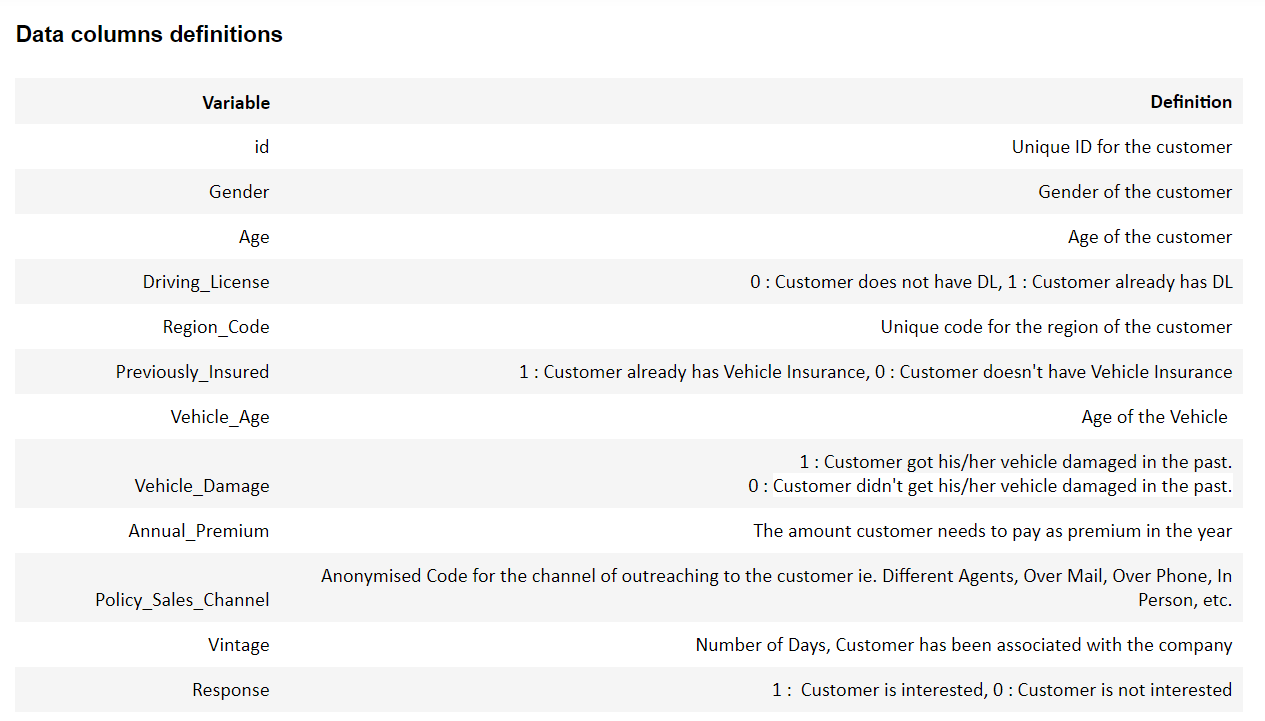 Data columns definitions
Variable Definition
id Unique ID for the customer
Gender Gender of the customer
Age Age of the customer
Driving_License 0 : Customer does not have DL, 1 : Customer already has DL
Region_Code Unique code for the region of the customer
Previously_Insured 1 : Customer already has Vehicle Insurance, 0 : Customer doesn't have Vehicle Insurance
Vehicle_Age Age of the Vehicle
1 : Customer got his/her vehicle damaged in the past.
Vehicle_Damage 0 : Customer didn't get his/her vehicle damaged in the past.
Annual_Premium The amount customer needs to pay as premium in the year
Anonymised Code for the channel of outreaching to the customer ie. Different Agents, Over Mail, Over Phone, In
Policy_Sales_Channel Person, etc.
Vintage Number of Days, Customer has been associated with the company
Response 1 :  Customer is interested, 0 : Customer is not interested